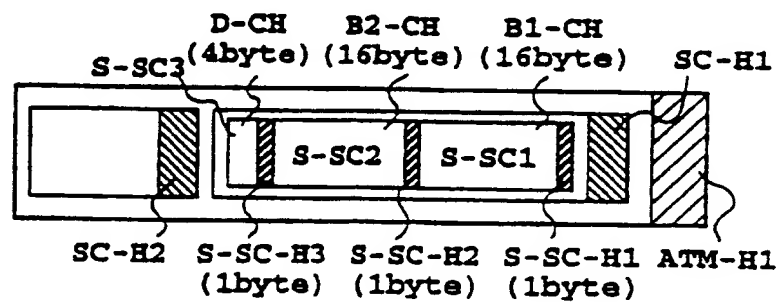 D-CH B2-CH B1-CH
(4byte) (16byte) (16byte)
S-SC3 SC-H1
S-SC2 S-SC1
SC-H2 S-SC-H3 S-SC-H2 S-SC-H1 ATM-H1
(1byte) (1byte) (1byte)